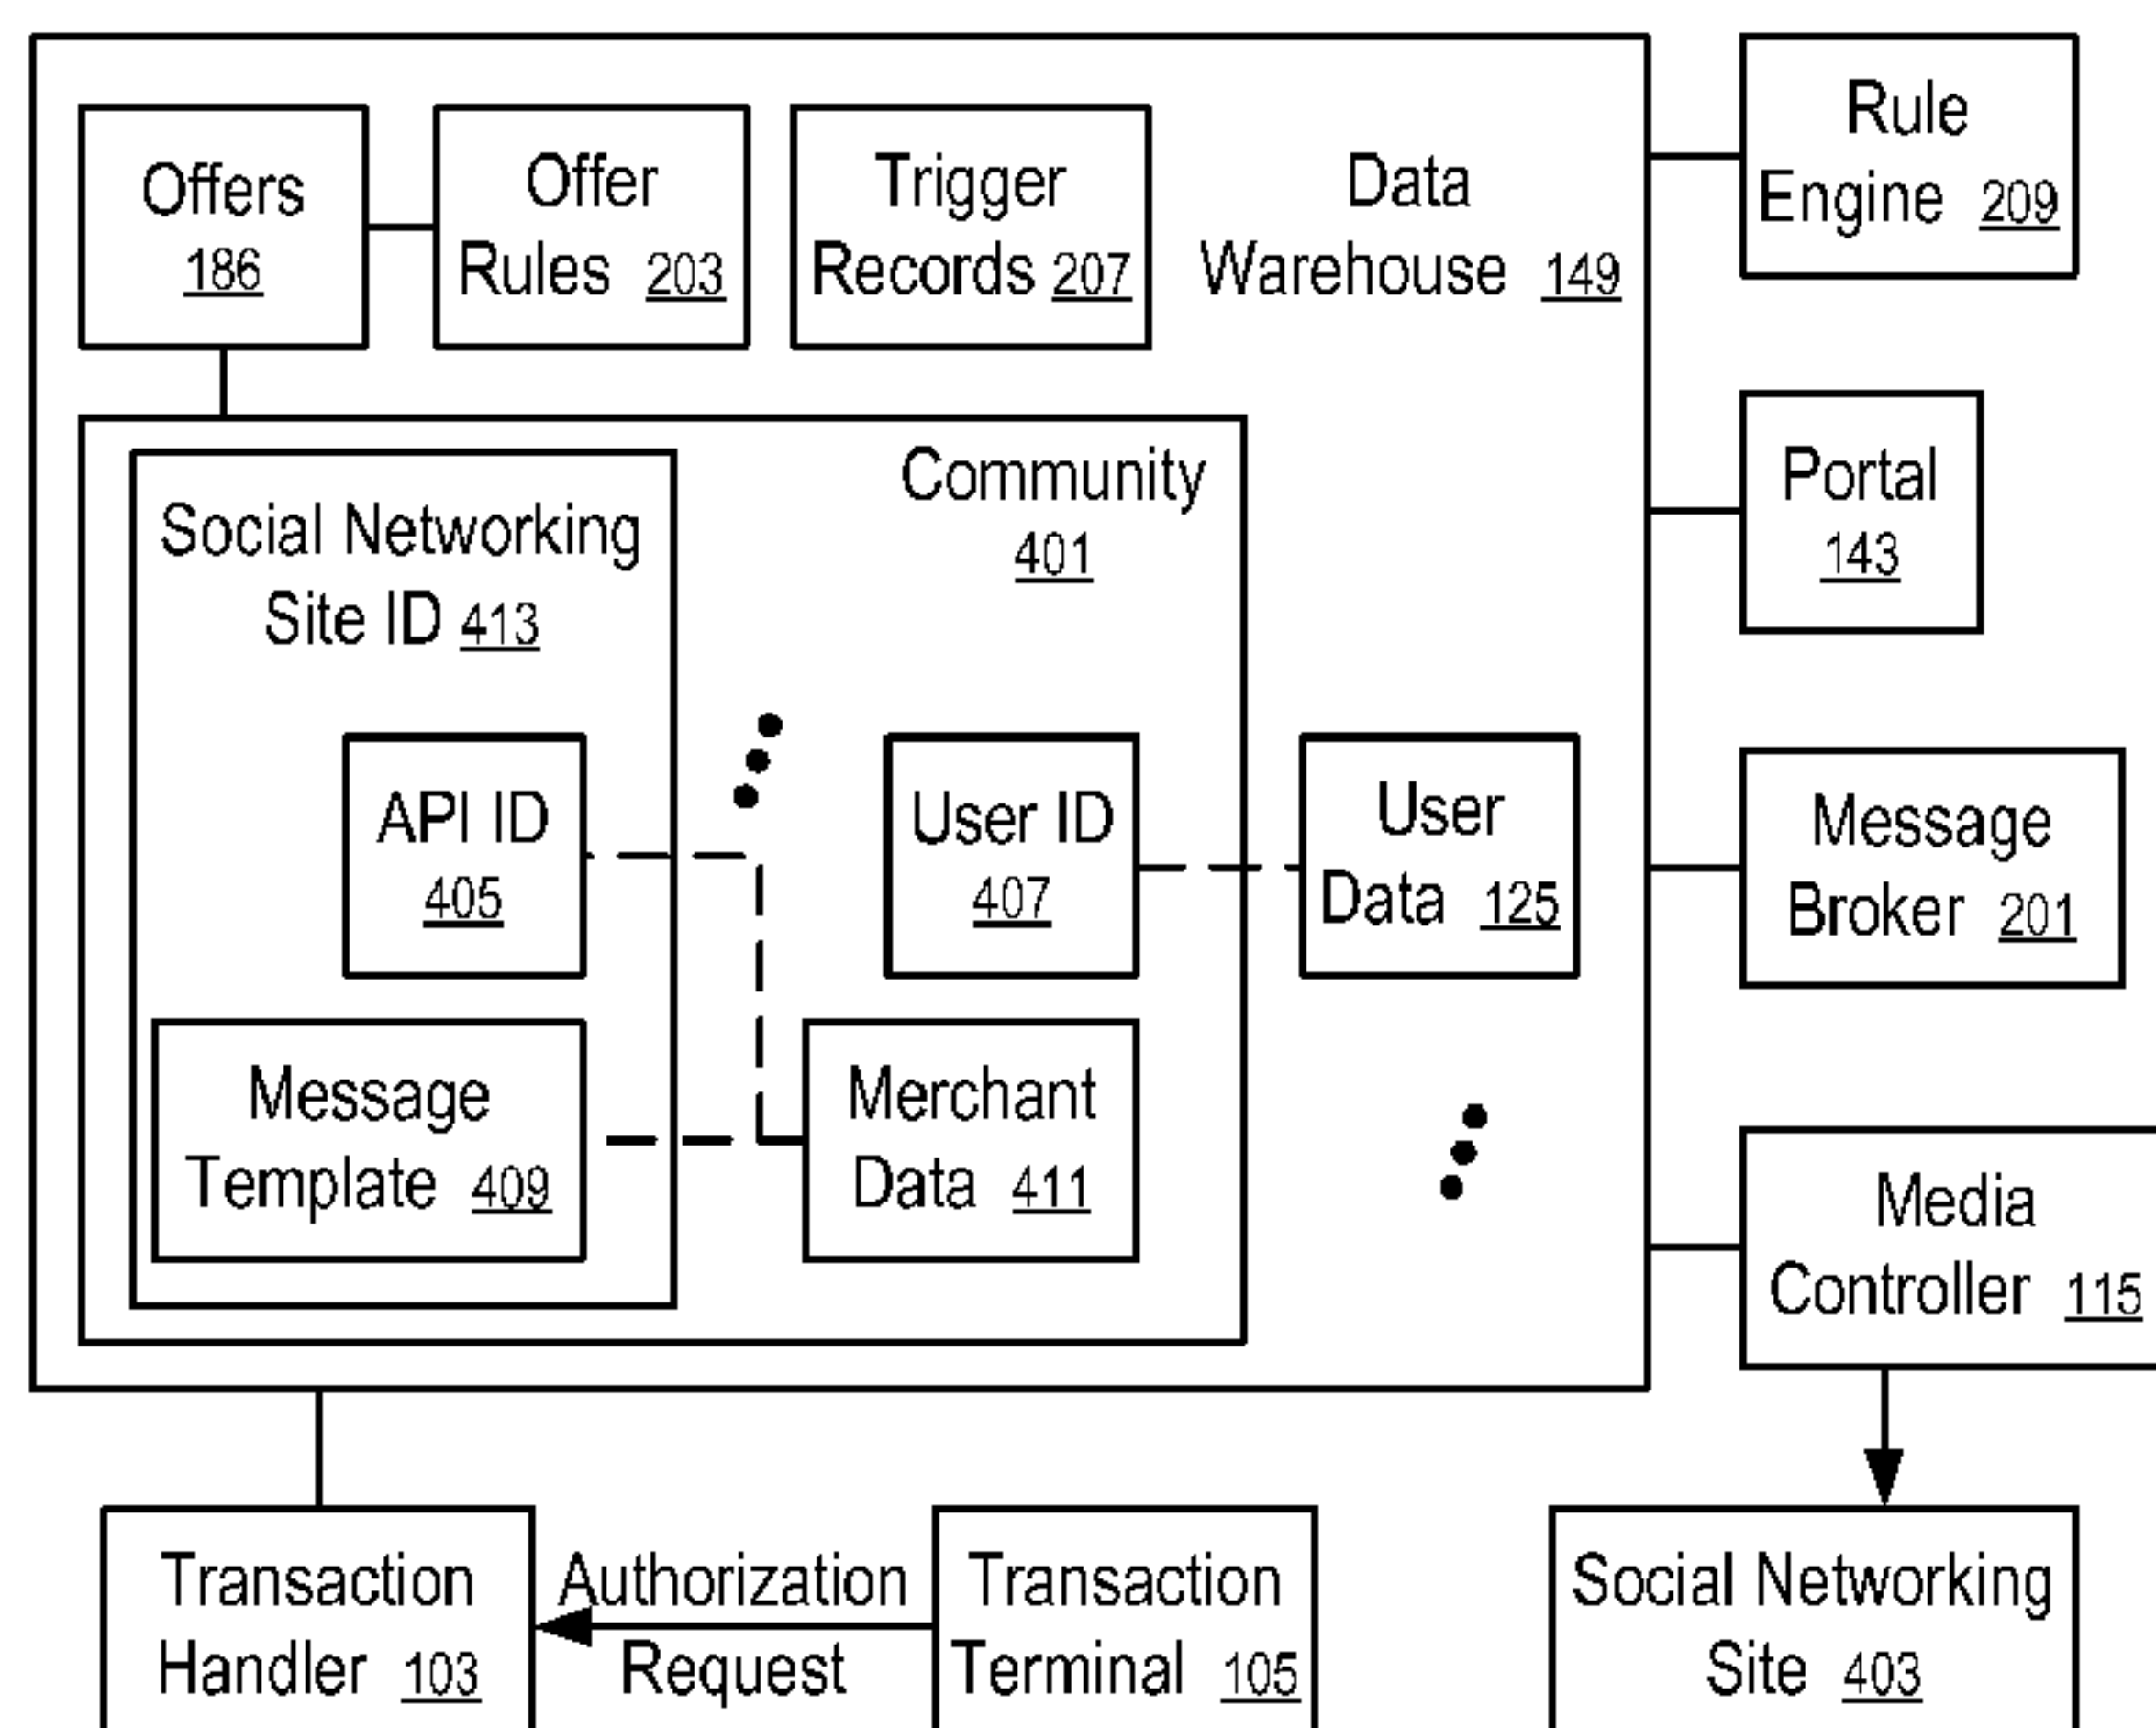 Offers
186
Offer
Rules 203
Trigger
Records 207
Data
Warehouse 149
Rule
Engine 209
Community
401
Social Networking
Site ID 413
Portal
143
API ID
405
User ID
407
User
Data 125
Message
Broker 201
Message
Template 409
Merchant
Data 411
Media
Controller 115
Transaction
Handler 103
Authorization
Request
Transaction
Terminal 105
Social Networking
Site 403